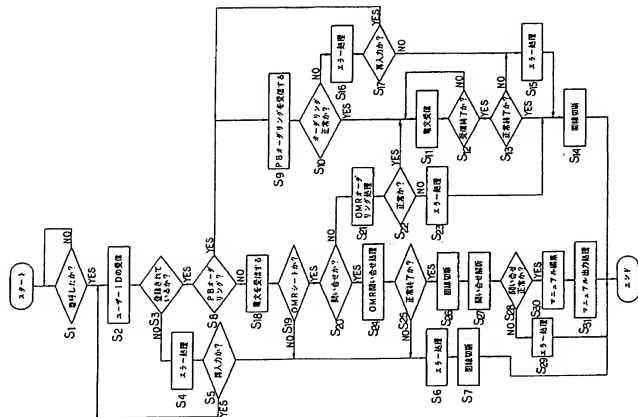 スタート
S1
着呼したか?
NO
YES
S2
ユーザーIDの受信
S3
登録されて
いるか?
NO
YES
S4
エラー処理
S5
再入力か?
YES
NO
S8
PBオー
ダリング?
YES
NO
S9
PBオーダリングを受信する
S10
オーダリング
正常か?
NO
YES
S16
エラー処理
S17
再入力か?
YES
NO
S18
電文を受信する
S19
OMRシートか?
NO
YES
S20
問い合せか?
NO
YES
S21
OMRオーダ
リング処理
S22
正常か?
YES
NO
S23
エラー処理
S11
電文受信
S12
受信終了か?
NO
YES
S13
正常終了か?
NO
YES
S15
エラー処理
S14
回線切断
S24
OMR問い合せ処理
S25
正常終了か?
NO
YES
S26
回線切断
S27
問い合せ解析
S28
問い合せ
正常か?
NO
YES
S29
エラー処理
S30
マニュアル編集
S31
マニュアル出力処理
S6
エラー処理
S7
回線切断
エンド